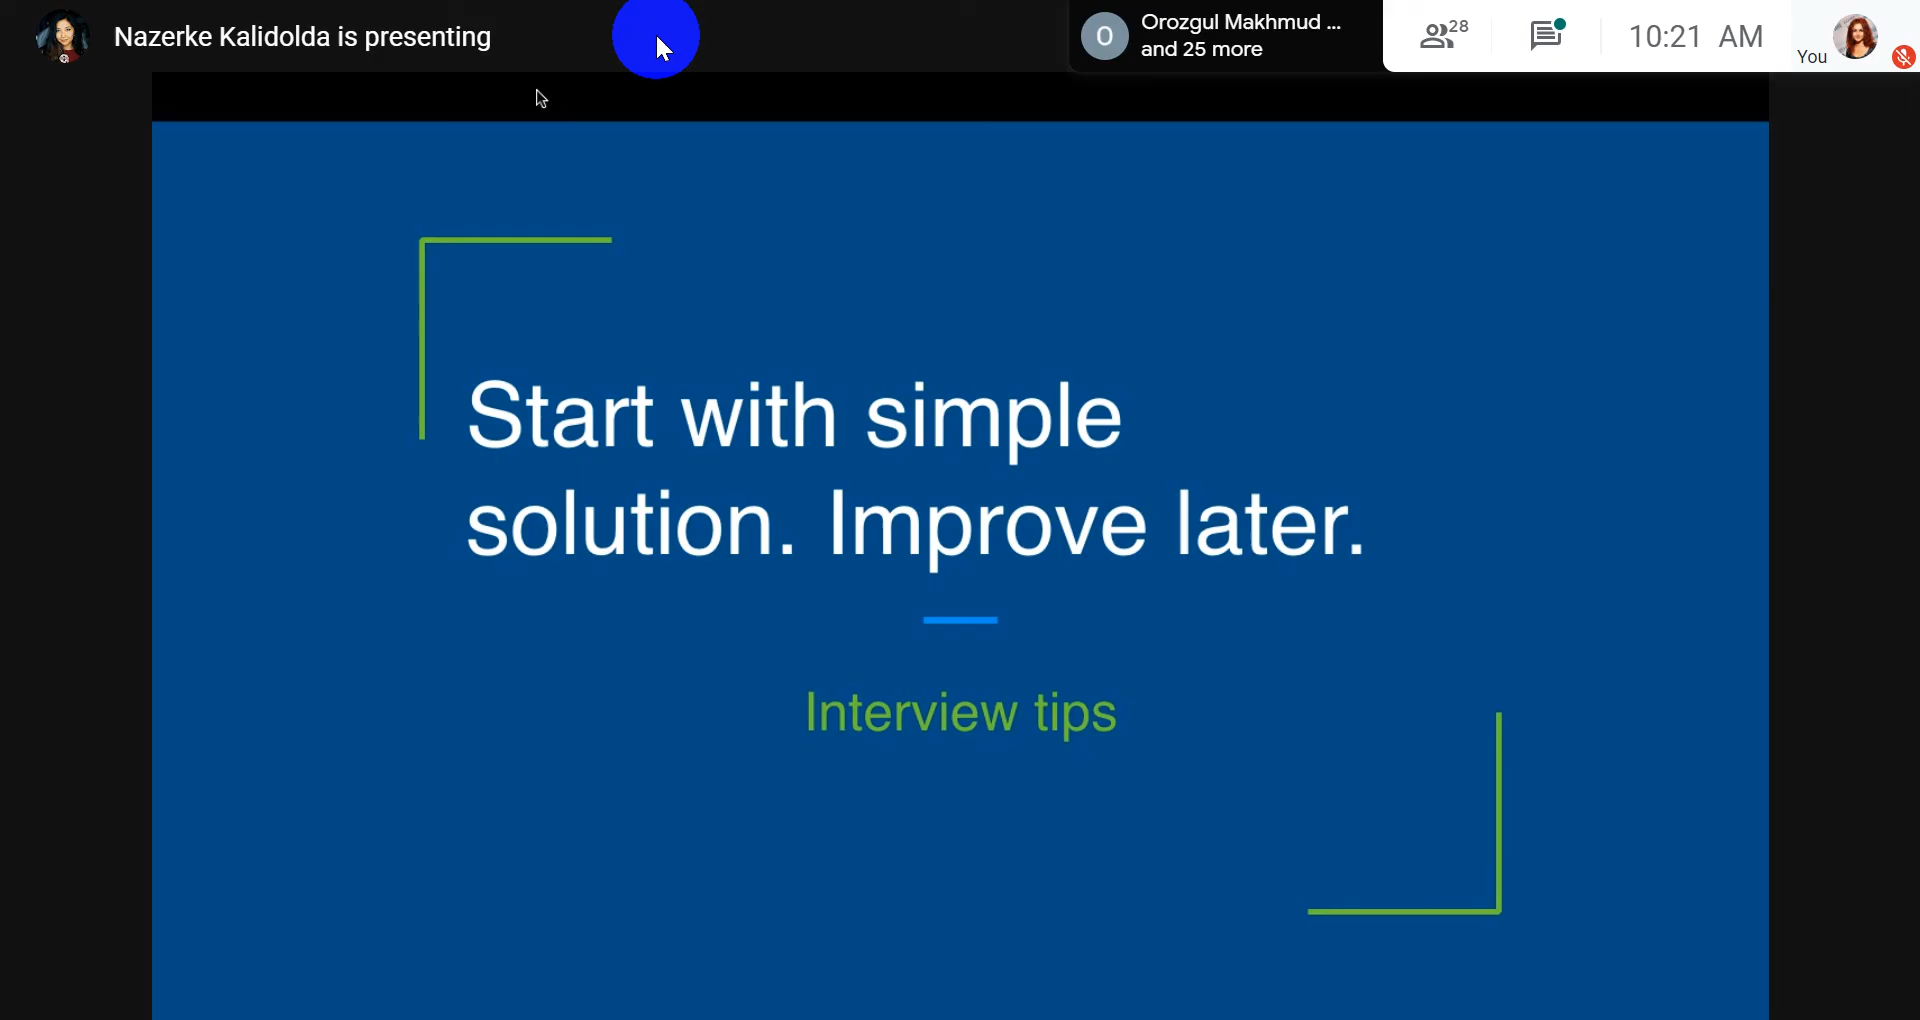 Nazerke Kalidolda is presenting
O
Orozgul Makhmud ...
and 25 more
28
10:21 AM
You
Start with simple
solution. Improve later.
Interview tips